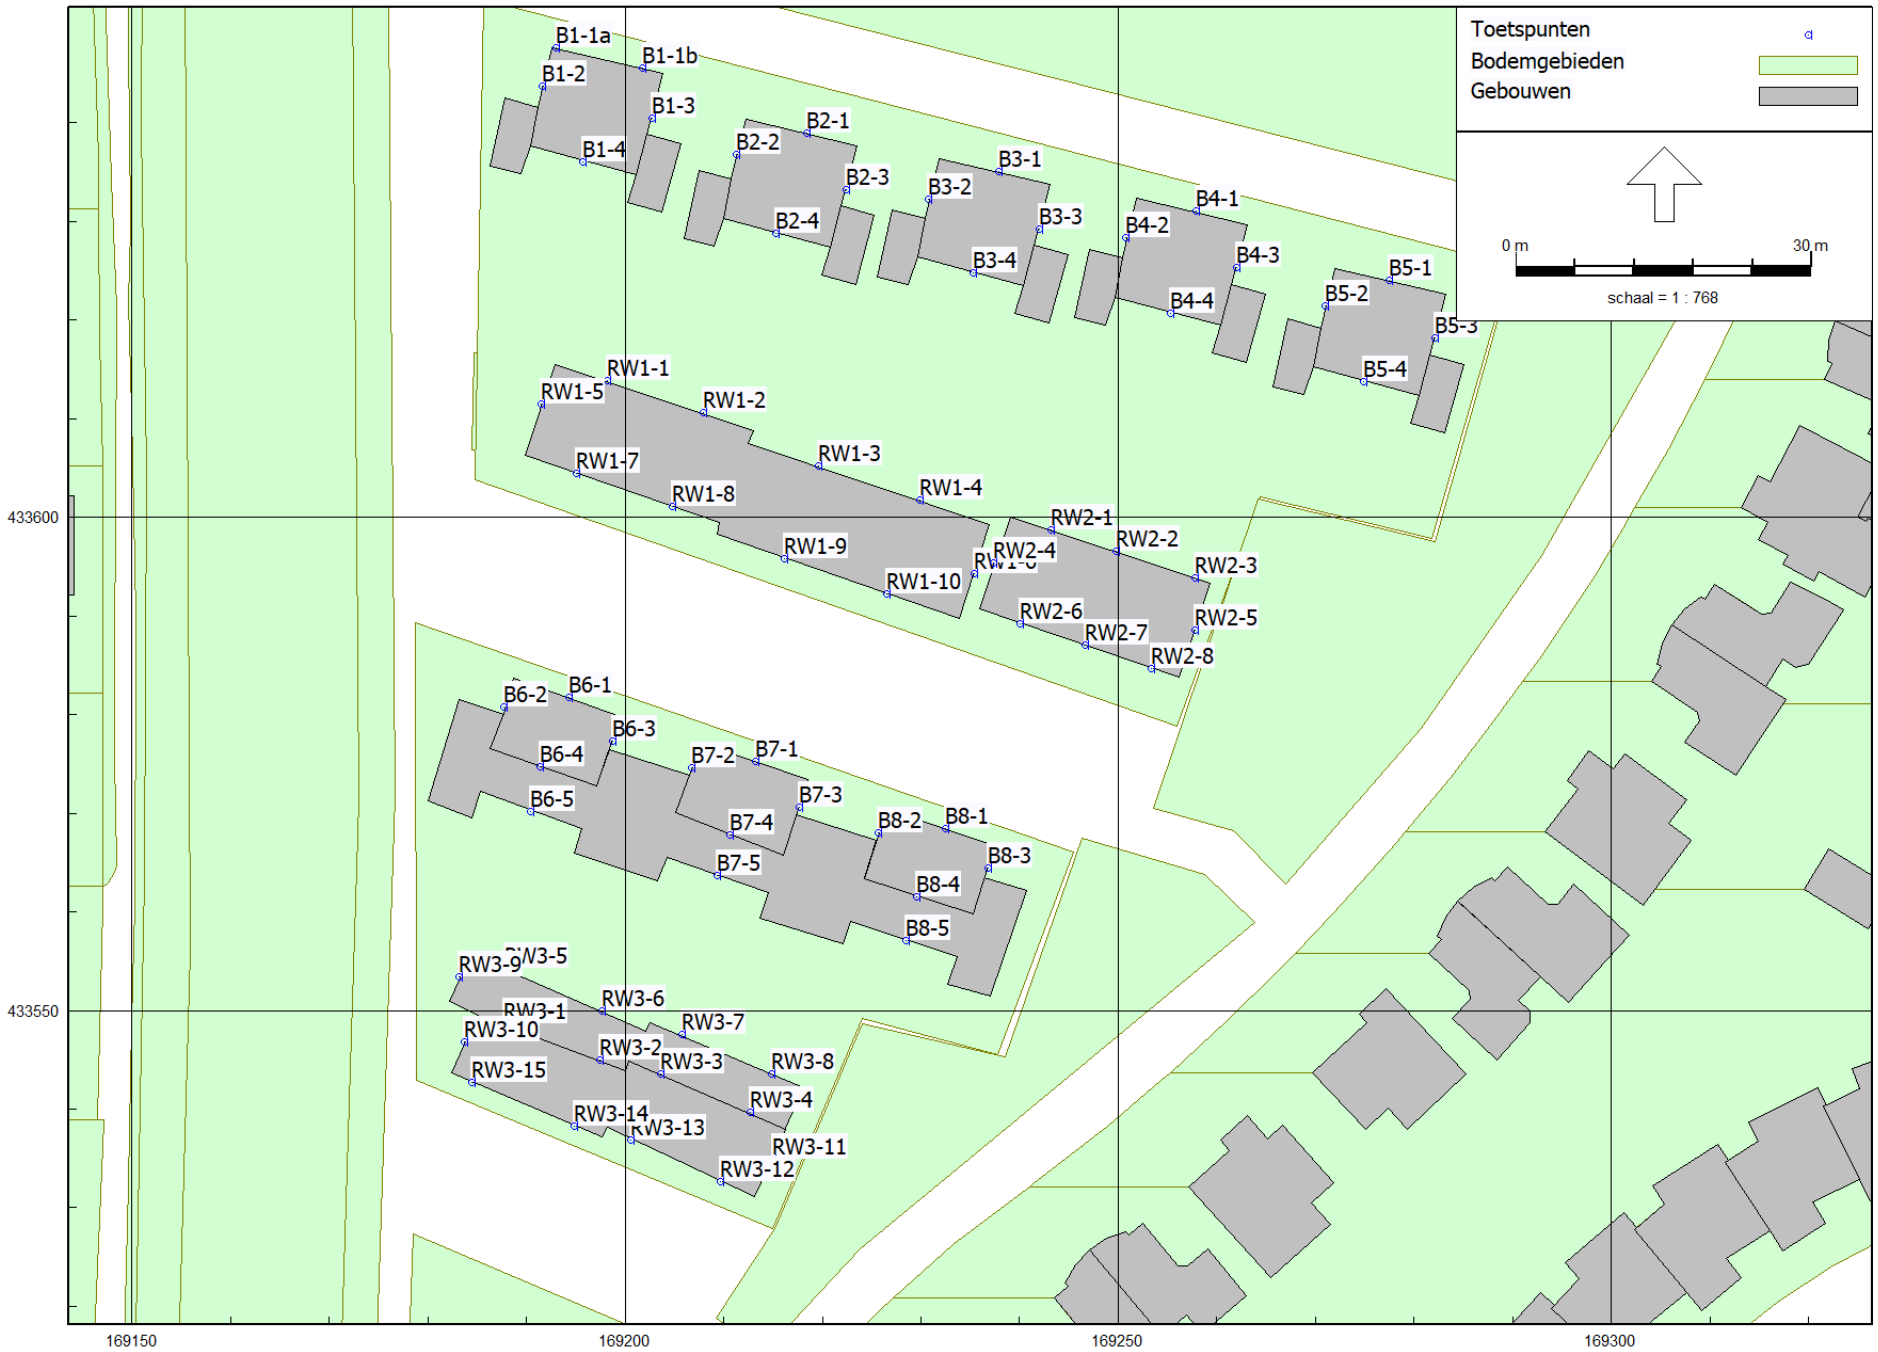 Toetspunten
Bodemgebieden
Gebouwen
0 m 30 m
schaal = 1 : 768
B1-1a
B1-1b
B1-2
B1-3
B1-4
B2-1
B2-2
B2-3
B2-4
B3-1
B3-2
B3-3
B3-4
B4-1
B4-2
B4-3
B4-4
B5-1
B5-2
B5-3
B5-4
RW1-1
RW1-5
RW1-2
RW1-3
RW1-7
RW1-4
RW1-8
RW2-1
RW2-2
RW1-9
RW2-4
RW1-6
RW2-3
RW1-10
RW2-6
RW2-5
RW2-7
RW2-8
433600
B6-1
B6-2
B6-3
B6-4
B6-5
B7-1
B7-2
B7-3
B7-4
B7-5
B8-1
B8-2
B8-3
B8-4
B8-5
RW3-5
RW3-9
RW3-6
RW3-1
RW3-7
RW3-10
RW3-2
RW3-3
RW3-8
RW3-15
RW3-4
RW3-14
RW3-13
RW3-11
RW3-12
433550
169150
169200
169250
169300